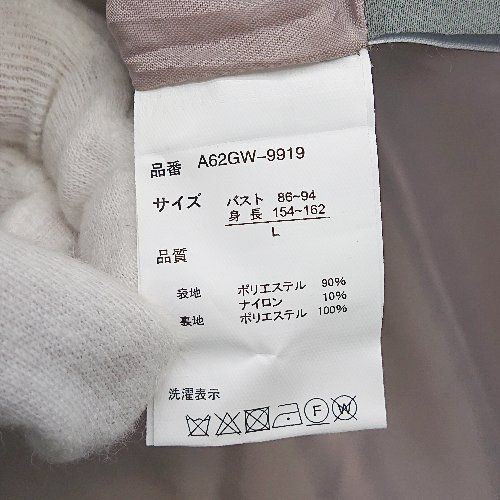 品番 A62GW-9919
サイズ バスト 86~94
身長 154~162
L
品質
表地 ポリエステル 90%
ナイロン 10%
裏地 ポリエステル 100%
洗濯表示
F W